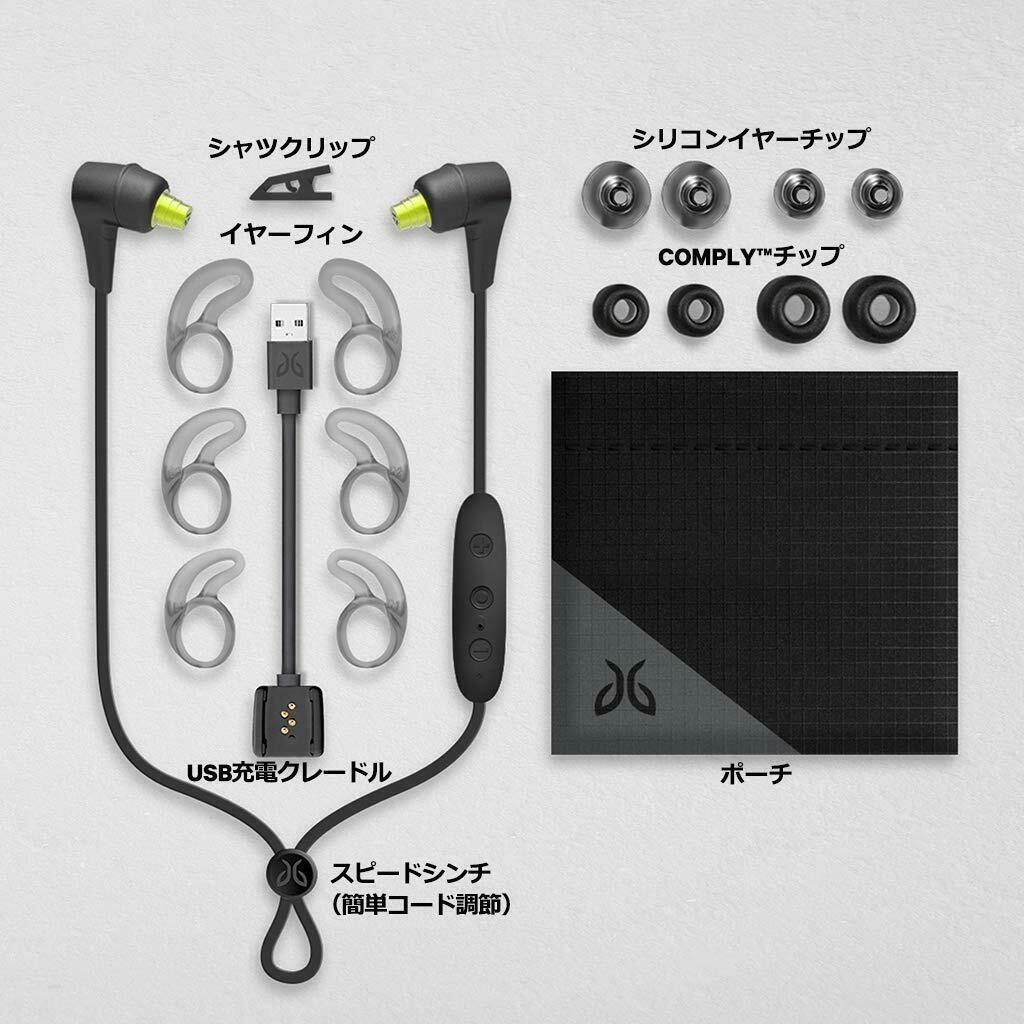 シャツクリップ
シリコンイヤーチップ
イヤーフィン
COMPLY™チップ
USB充電クレードル
ポーチ
スピードシンチ
（簡単コード調節）